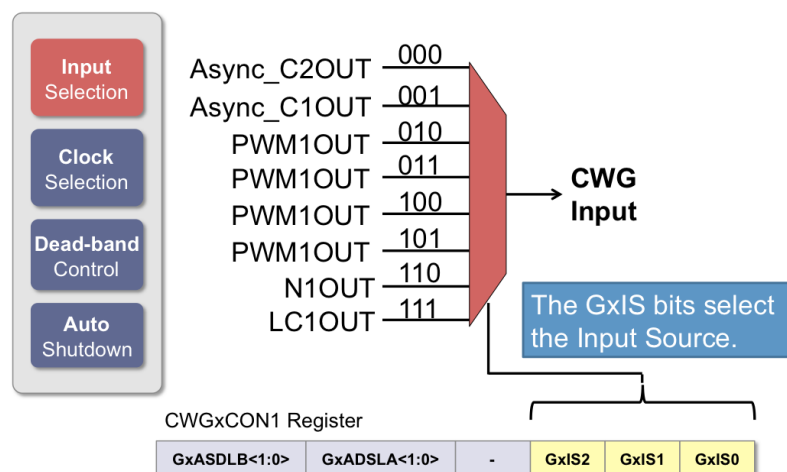 Input
Selection
Clock
Selection
Dead-band
Control
Auto
Shutdown
Async_C2OUT 000
Async_C1OUT 001
PWM1OUT 010
PWM1OUT 011
PWM1OUT 100
PWM1OUT 101
N1OUT 110
LC1OUT 111
CWG
Input
The GxIS bits select
the Input Source.
CWGxCON1 Register
GxASDLB<1:0> GxADSLA<1:0> - GxIS2 GxIS1 GxIS0